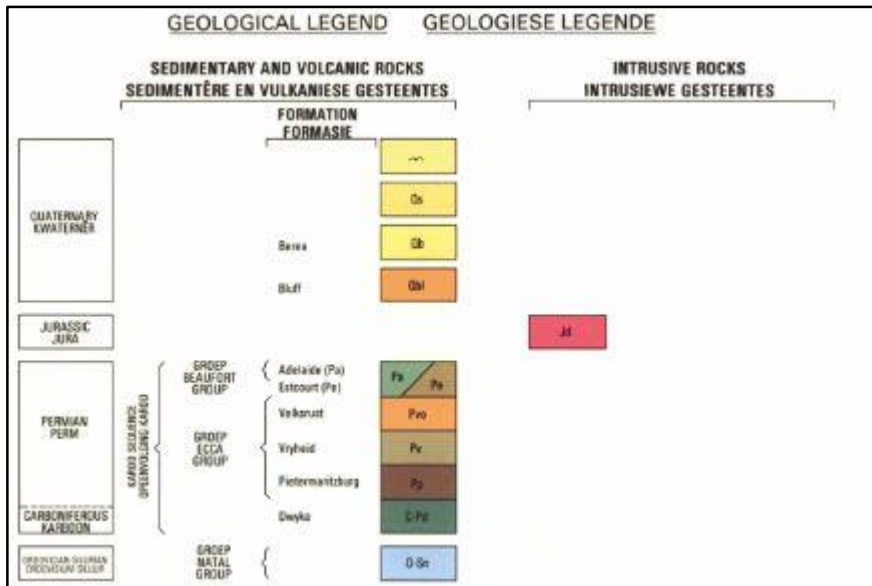 GEOLOGICAL LEGEND GEOLOGIESE LEGENDE
SEDIMENTARY AND VOLCANIC ROCKS
SEDIMENTÊRE EN VULKANIESE GESTEENTES
INTRUSIVE ROCKS
INTRUSIEWE GESTEENTES
FORMATION
FORMASIE
QUATERNARY
KWATERNÊR
Qs
Berea Qb
Bluff Qbl
JURASSIC
JURA
Jd
PERMIAN
PERM
KAROO SEQUENCE
OPEENVOLGING KAROO
GROEP
BEAUFORT
GROUP
Adelaide (Pa)
Estcourt (Pe)
Pa Pe
GROEP
ECCA
GROUP
Volksrust Pvo
Vryheid Pv
Pietermaritzburg Pp
CARBONIFEROUS
KARBOON
Dwyka C-Pd
ORDOVICIAN-SILURIAN
GROEP
NATAL
GROUP
O-Sn